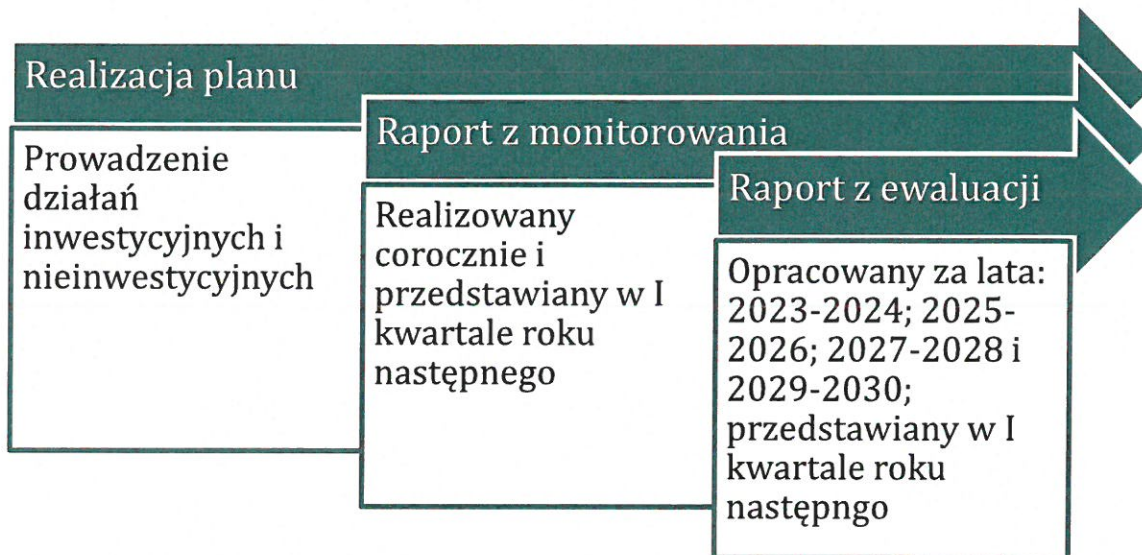 Realizacja planu
Prowadzenie
działań
inwestycyjnych i
nieinwestycyjnych
Raport z monitorowania
Realizowany
corocznie i
przedstawiany w I
kwartale roku
następnego
Raport z ewaluacji
Opracowany za lata:
2023-2024; 2025-
2026; 2027-2028 i
2029-2030;
przedstawiany w I
kwartale roku
następngo